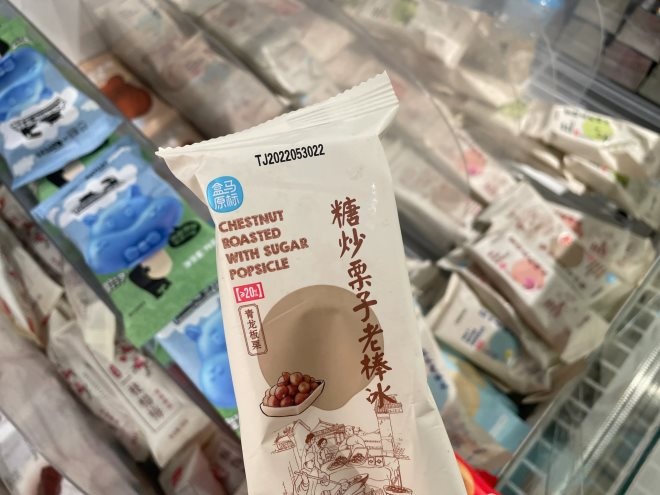 TJ2022053022
盒马
原标
CHESTNUT
ROASTED
WITH SUGAR
POPSICLE
≥20%
青龙板栗
糖炒栗子老棒冰